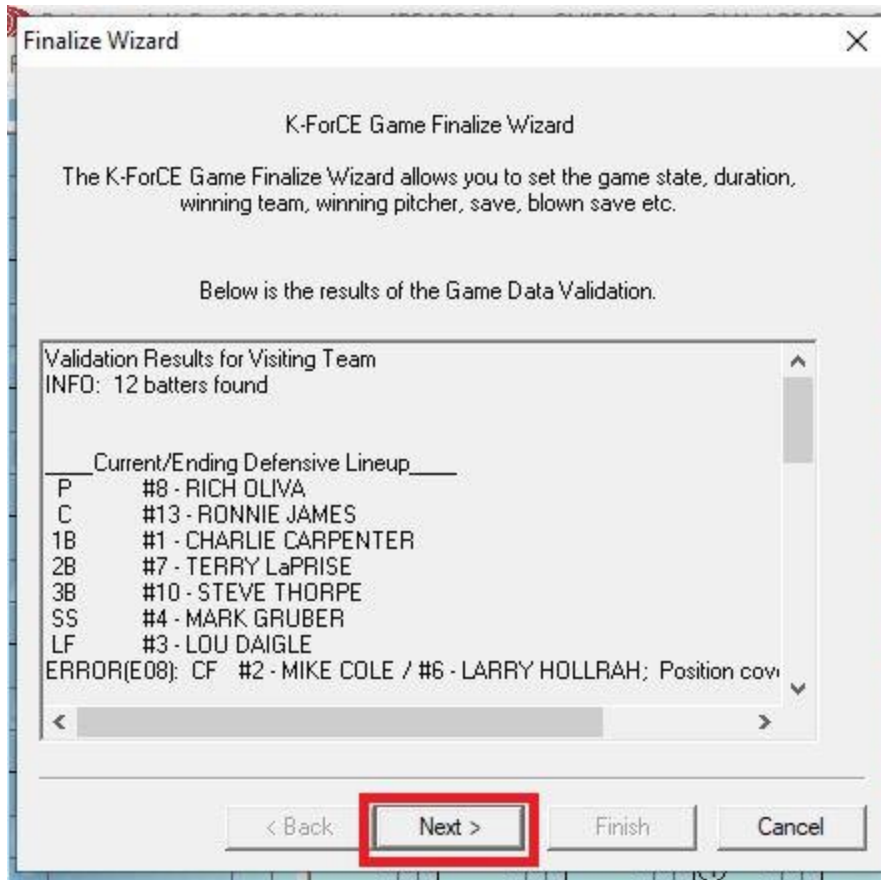 Finalize Wizard
K-ForCE Game Finalize Wizard
The K-ForCE Game Finalize Wizard allows you to set the game state, duration,
winning team, winning pitcher, save, blown save etc.
Below is the results of the Game Data Validation.
Validation Results for Visiting Team
INFO: 12 batters found
____Current/Ending Defensive Lineup____
P #8 - RICH OLIVA
C #13 - RONNIE JAMES
1B #1 - CHARLIE CARPENTER
2B #7 - TERRY LaPRISE
3B #10 - STEVE THORPE
SS #4 - MARK GRUBER
LF #3 - LOU DAIGLE
ERROR(E08): CF #2 - MIKE COLE / #6 - LARRY HOLLRAH; Position
< Back Next > Finish Cancel